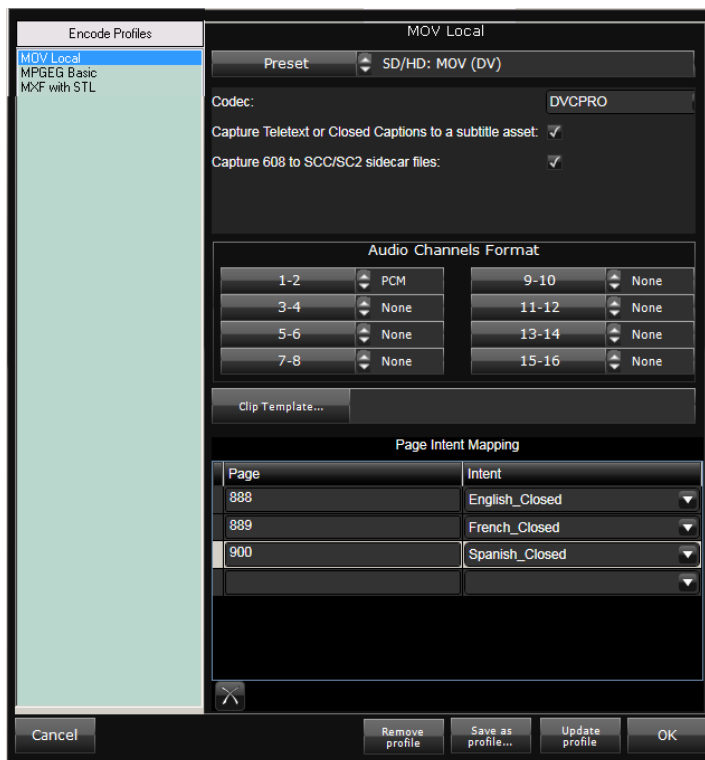 Encode Profiles
MOV Local
MPGEG Basic
MXF with STL
MOV Local
Preset SD/HD: MOV (DV)
Codec: DVCPRO
Capture Teletext or Closed Captions to a subtitle asset:
Capture 608 to SCC/SC2 sidecar files:
Audio Channels Format
1-2 PCM 9-10 None
3-4 None 11-12 None
5-6 None 13-14 None
7-8 None 15-16 None
Clip Template...
Page Intent Mapping
Page Intent
888 English_Closed
889 French_Closed
900 Spanish_Closed
Cancel Remove profile Save as profile... Update profile OK